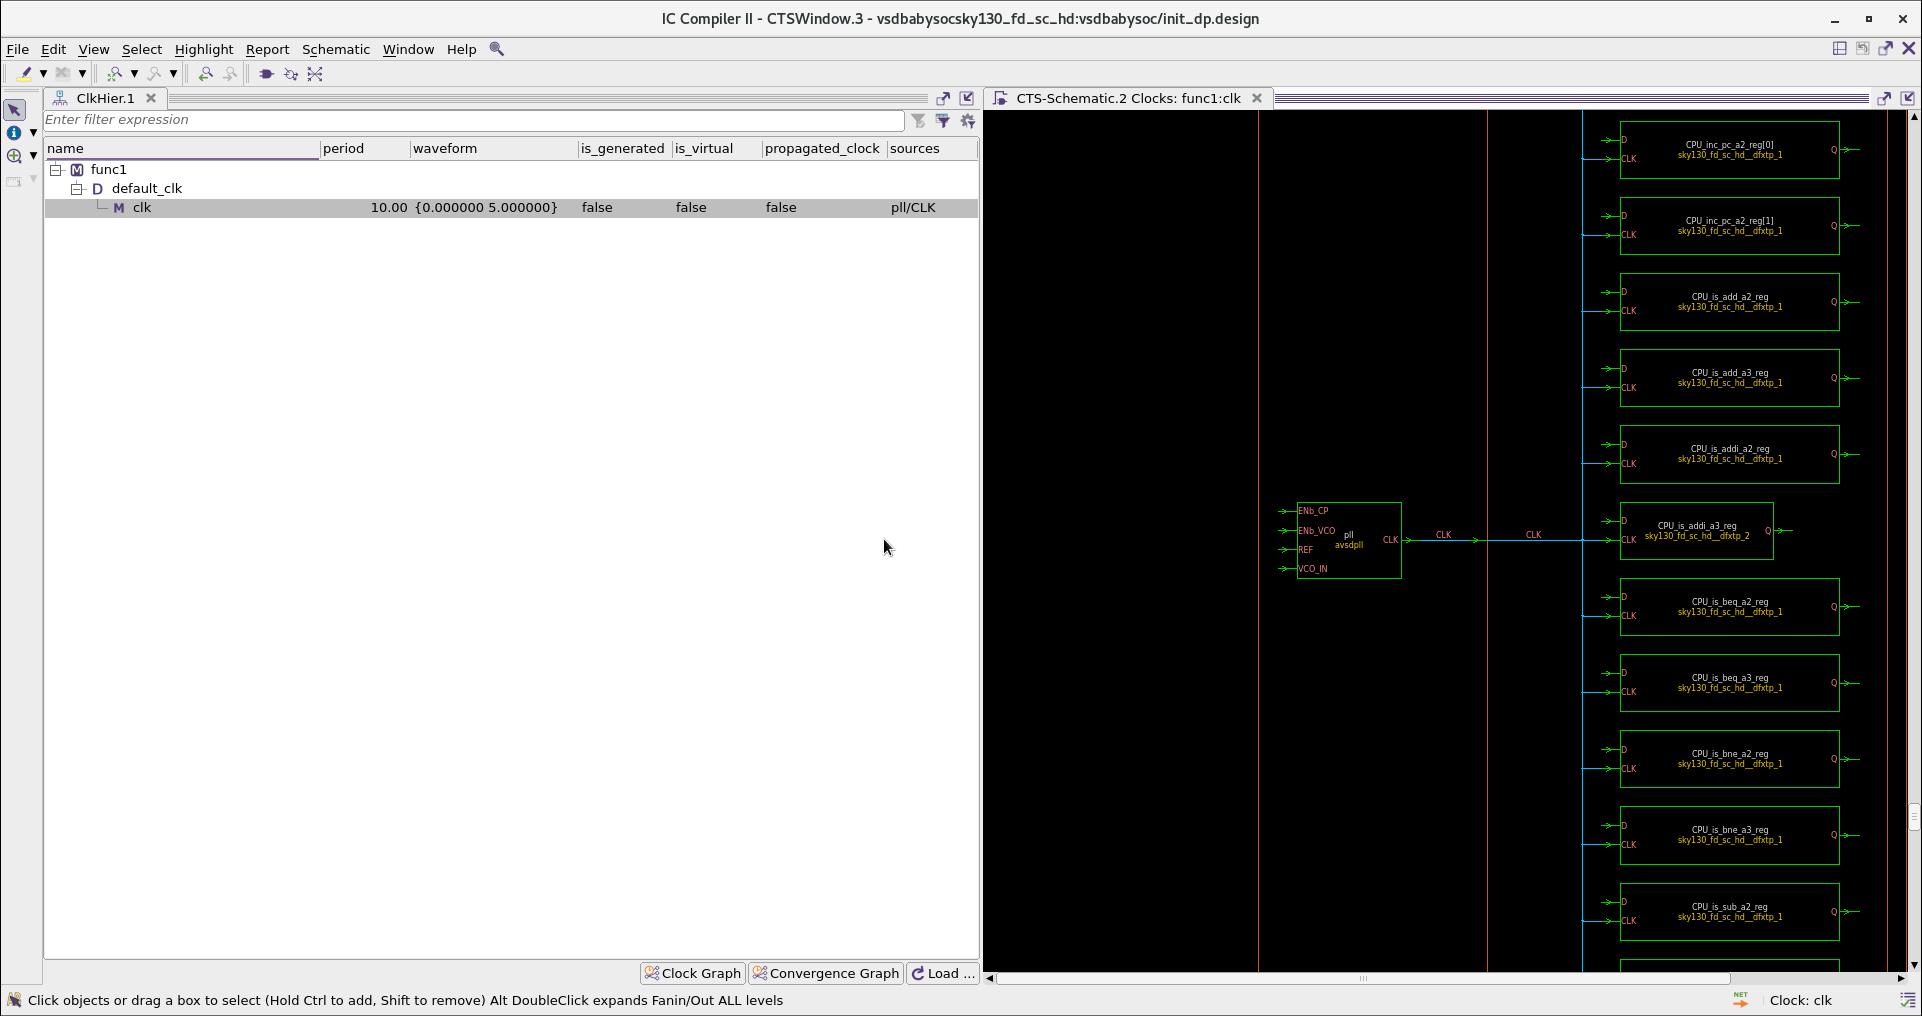 IC Compiler II - CTSWindow.3 - vsdbabysocsky130_fd_sc_hd:vsdbabysoc/init_dp.design
File Edit View Select Highlight Report Schematic Window Help
ClkHier.1
Enter filter expression
name period waveform is_generated is_virtual propagated_clock sources
M func1
D default_clk
M clk 10.00 {0.000000 5.000000} false false false pll/CLK
Clock Graph Convergence Graph Load ...
CTS-Schematic.2 Clocks: func1:clk
ENb_CP
ENb_VCO
REF
VCO_IN
pll
avsdpll
CLK
CLK
CLK
D
CLK
CPU_inc_pc_a2_reg[0]
sky130_fd_sc_hd__dfxtp_1
Q
D
CLK
CPU_inc_pc_a2_reg[1]
sky130_fd_sc_hd__dfxtp_1
Q
D
CLK
CPU_is_add_a2_reg
sky130_fd_sc_hd__dfxtp_1
Q
D
CLK
CPU_is_add_a3_reg
sky130_fd_sc_hd__dfxtp_1
Q
D
CLK
CPU_is_addi_a2_reg
sky130_fd_sc_hd__dfxtp_1
Q
D
CLK
CPU_is_addi_a3_reg
sky130_fd_sc_hd__dfxtp_2
Q
D
CLK
CPU_is_beq_a2_reg
sky130_fd_sc_hd__dfxtp_1
Q
D
CLK
CPU_is_beq_a3_reg
sky130_fd_sc_hd__dfxtp_1
Q
D
CLK
CPU_is_bne_a2_reg
sky130_fd_sc_hd__dfxtp_1
Q
D
CLK
CPU_is_bne_a3_reg
sky130_fd_sc_hd__dfxtp_1
Q
D
CLK
CPU_is_sub_a2_reg
sky130_fd_sc_hd__dfxtp_1
Q
Click objects or drag a box to select (Hold Ctrl to add, Shift to remove) Alt DoubleClick expands Fanin/Out ALL levels
NET
Clock: clk